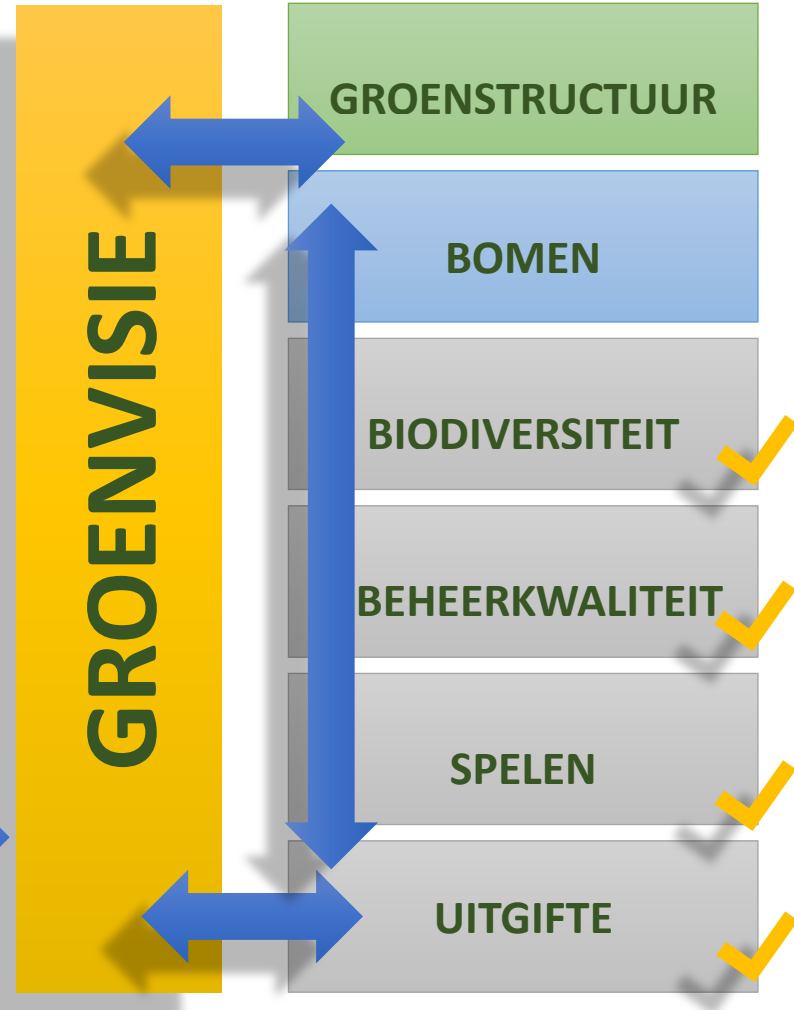 GROENVISIE
GROENSTRUCTUUR
BOMEN
BIODIVERSITEIT
BEHEERKWALITEIT
SPELEN
UITGIFTE